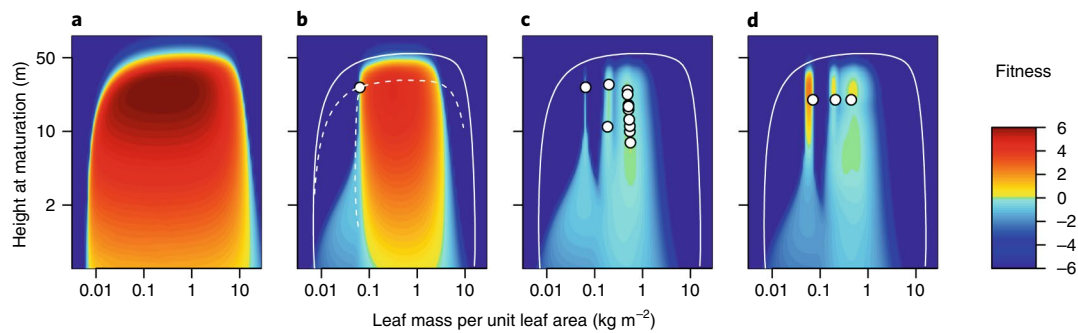 a b c d
Height at maturation (m)
50
10
2
0.01 0.1 1 10
0.01 0.1 1 10
0.01 0.1 1 10
0.01 0.1 1 10
Leaf mass per unit leaf area (kg m⁻²)
Fitness
6
4
2
0
−2
−4
−6